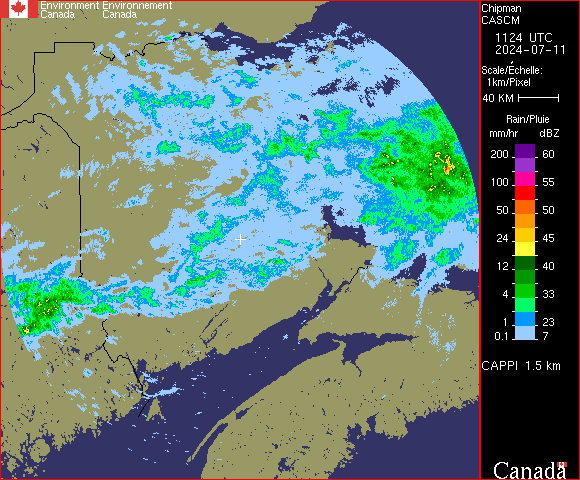 Environment Environnement
Canada Canada
Chipman
CASCM
1124 UTC
2024-07-11
Scale/Échelle:
1km/Pixel
40 KM
Rain/Pluie
mm/hr dBZ
200 60
100 55
50 50
24 45
12 40
4 33
1 23
0.1 7
CAPPI 1.5 km
Canada